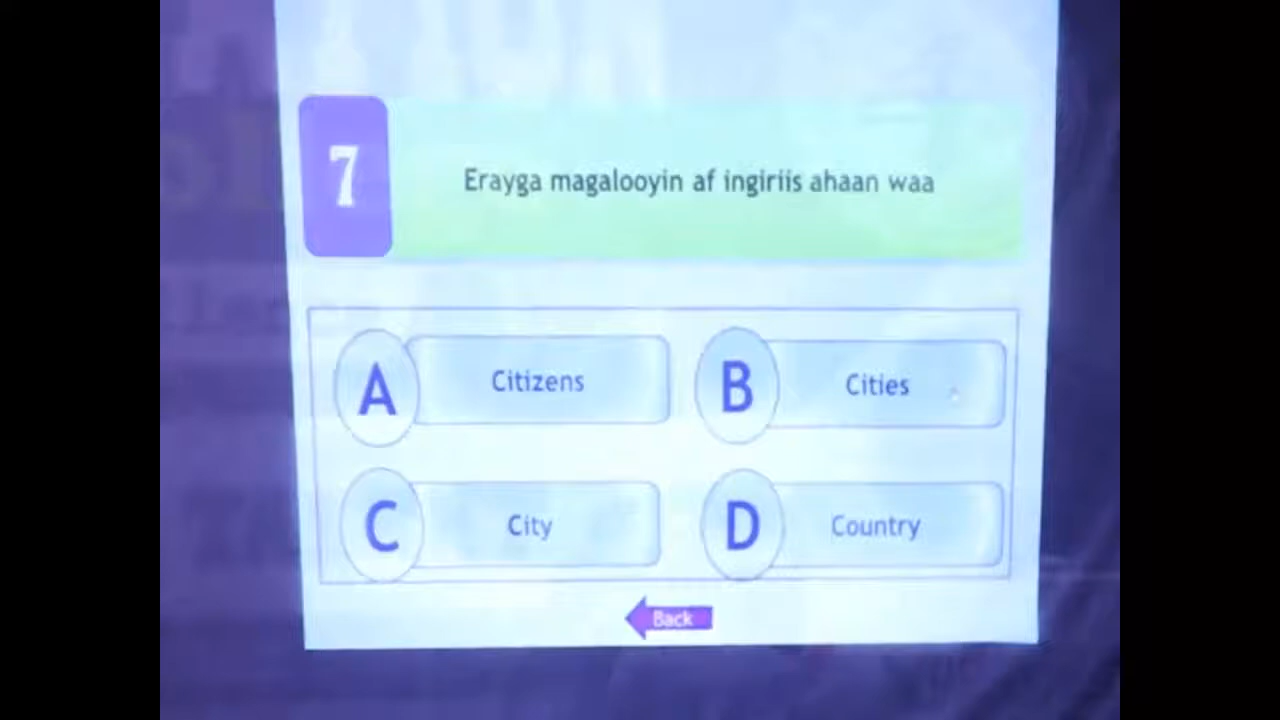 7
Erayga magalooyin af ingiriis ahaan waa
A
Citizens
B
Cities
C
City
D
Country
Back